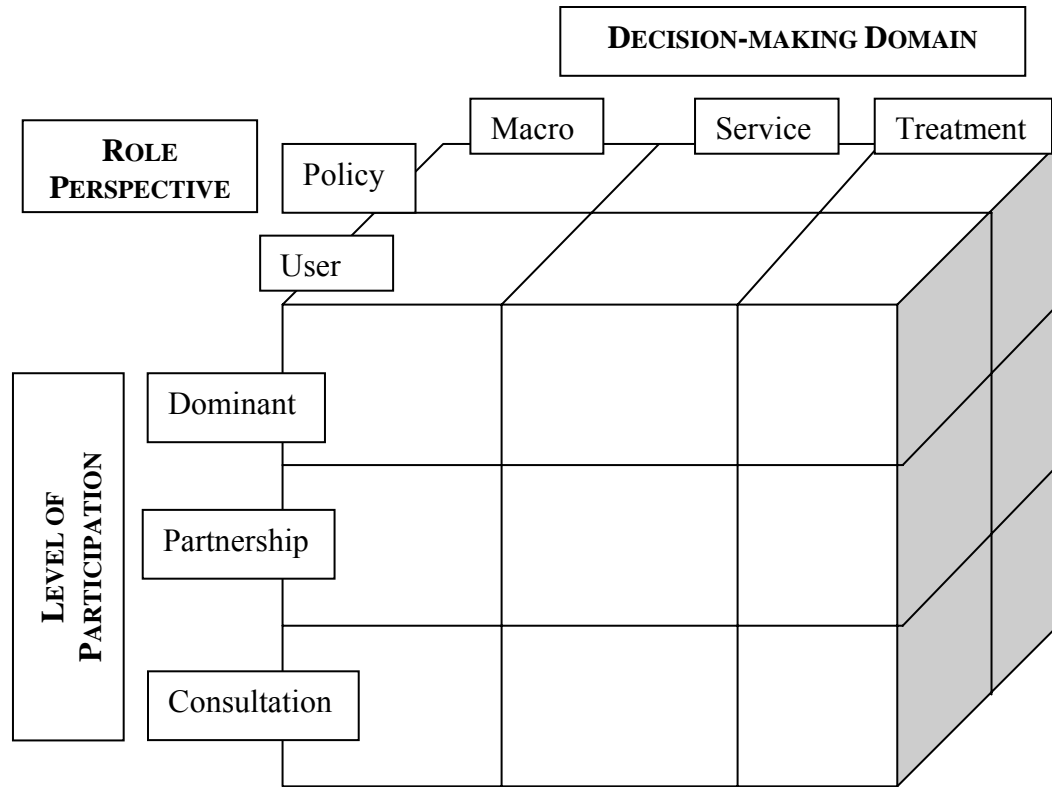 DECISION-MAKING DOMAIN
Macro
Service
Treatment
ROLE
PERSPECTIVE
Policy
User
LEVEL OF
PARTICIPATION
Dominant
Partnership
Consultation